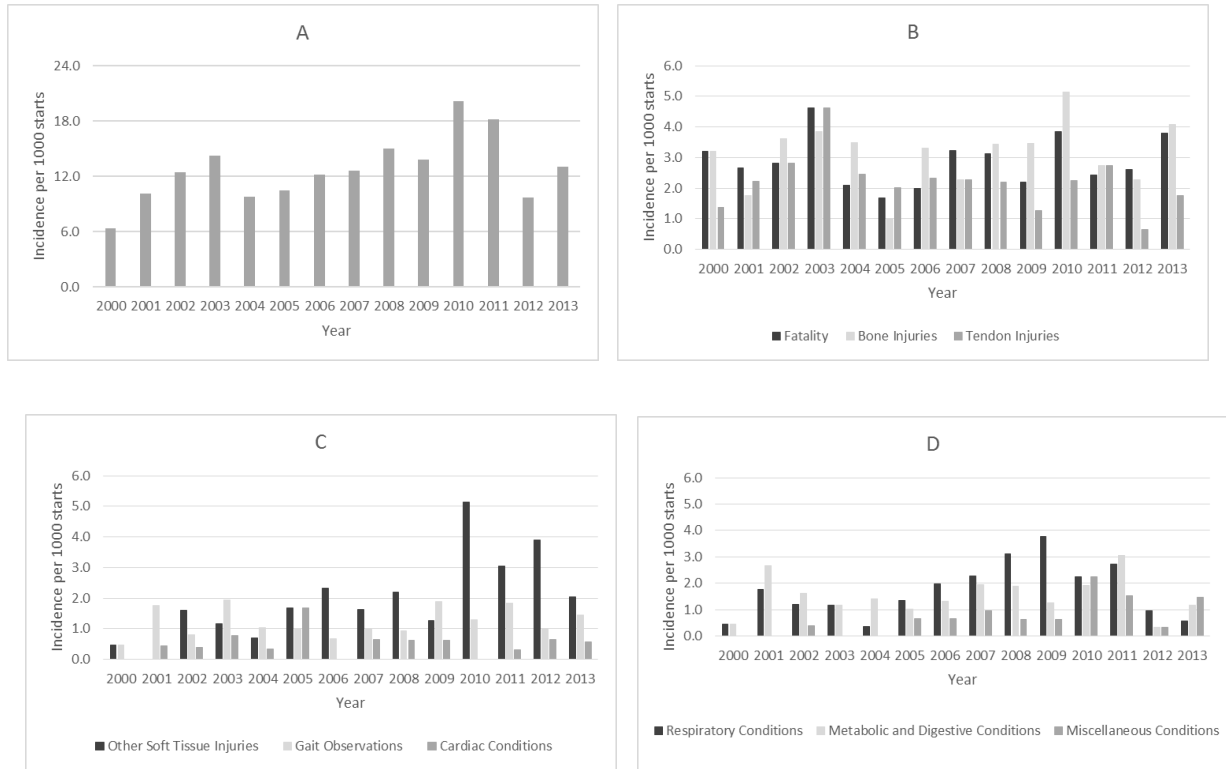 A
24.0
18.0
12.0
6.0
0.0
Incidence per 1000 starts
2000 2001 2002 2003 2004 2005 2006 2007 2008 2009 2010 2011 2012 2013
Year
B
6.0
5.0
4.0
3.0
2.0
1.0
0.0
Incidence per 1000 starts
2000 2001 2002 2003 2004 2005 2006 2007 2008 2009 2010 2011 2012 2013
Year
Fatality Bone Injuries Tendon Injuries
C
6.0
5.0
4.0
3.0
2.0
1.0
0.0
Incidence per 1000 starts
2000 2001 2002 2003 2004 2005 2006 2007 2008 2009 2010 2011 2012 2013
Year
Other Soft Tissue Injuries Gait Observations Cardiac Conditions
D
6.0
5.0
4.0
3.0
2.0
1.0
0.0
Incidence per 1000 starts
2000 2001 2002 2003 2004 2005 2006 2007 2008 2009 2010 2011 2012 2013
Year
Respiratory Conditions Metabolic and Digestive Conditions Miscellaneous Conditions